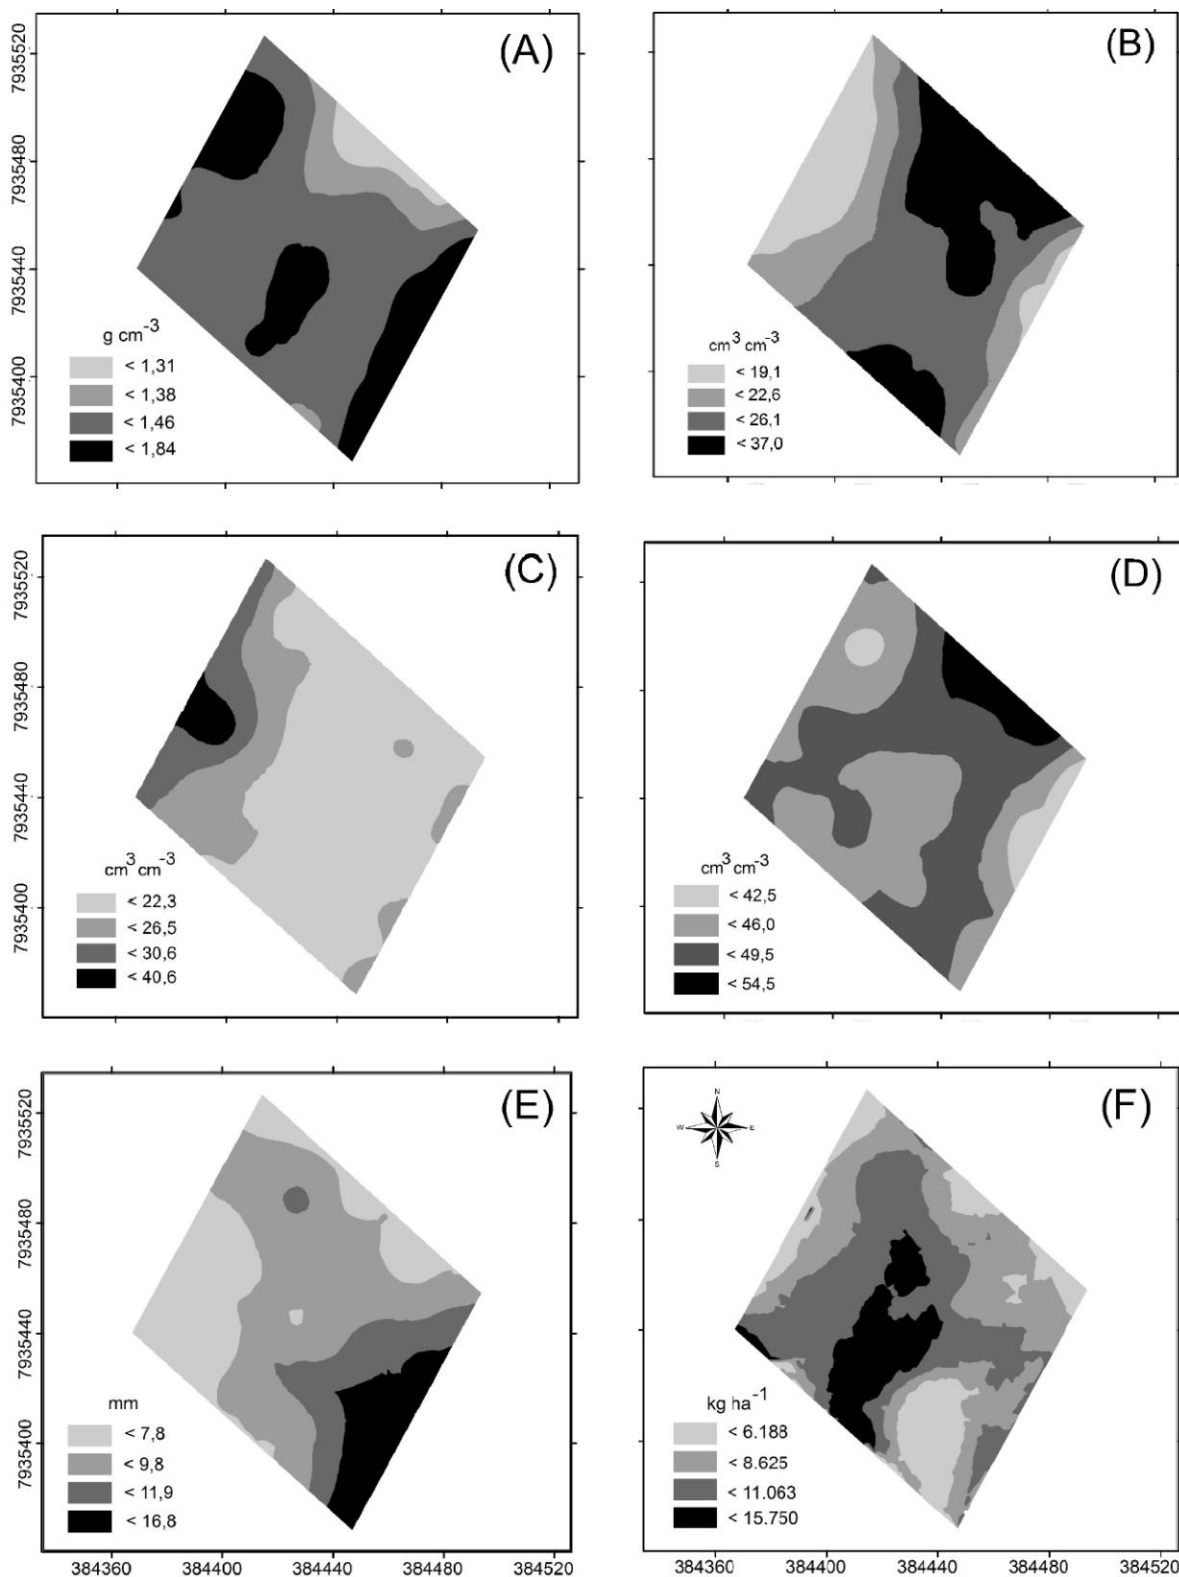 (A)
7935520
7935480
7935440
7935400
g cm-3
< 1,31
< 1,38
< 1,46
< 1,84
(B)
cm3 cm-3
< 19,1
< 22,6
< 26,1
< 37,0
(C)
7935520
7935480
7935440
7935400
cm3 cm-3
< 22,3
< 26,5
< 30,6
< 40,6
(D)
cm3 cm-3
< 42,5
< 46,0
< 49,5
< 54,5
(E)
7935520
7935480
7935440
7935400
mm
< 7,8
< 9,8
< 11,9
< 16,8
384360 384400 384440 384480 384520
(F)
N
W E
S
kg ha-1
< 6.188
< 8.625
< 11.063
< 15.750
384360 384400 384440 384480 384520